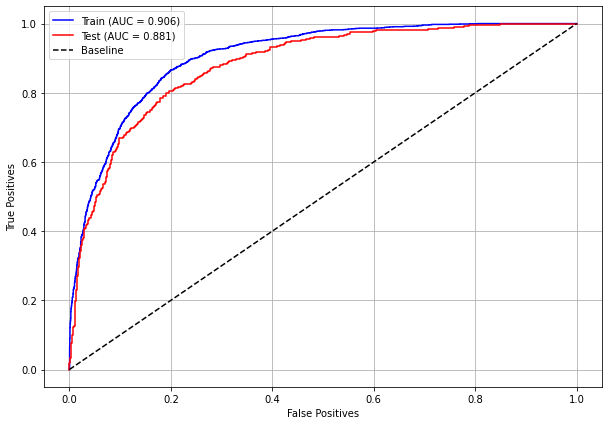 Train (AUC = 0.906)
Test (AUC = 0.881)
Baseline
True Positives
1.0
0.8
0.6
0.4
0.2
0.0
0.0 0.2 0.4 0.6 0.8 1.0
False Positives